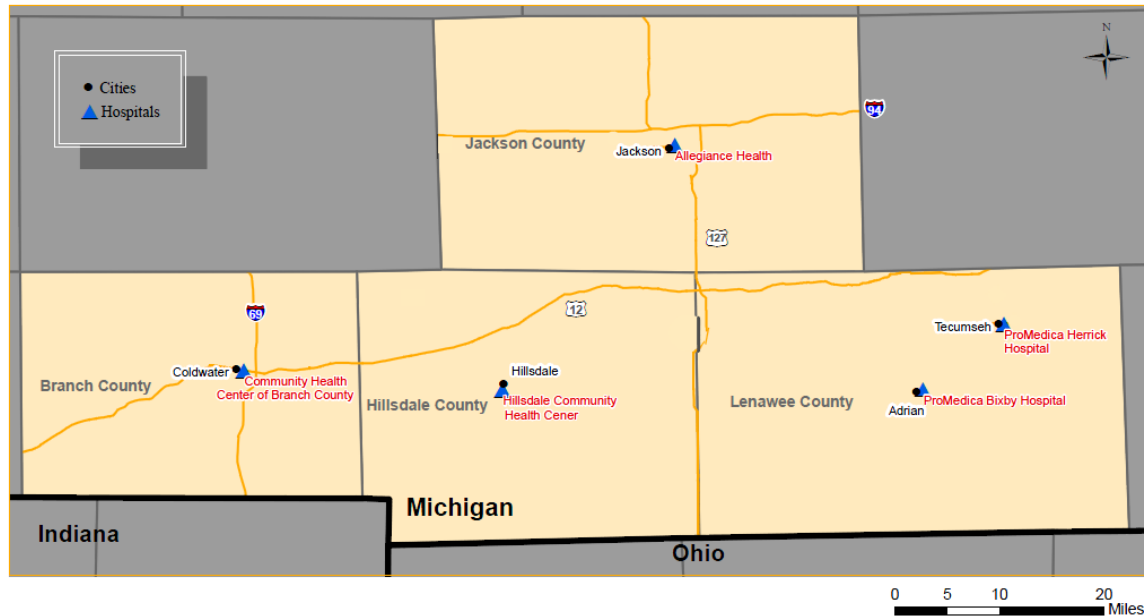 N
Cities
Hospitals
94
Jackson County
Jackson
Allegiance Health
127
69
12
Tecumseh
ProMedica Herrick
Hospital
Coldwater
Community Health
Center of Branch County
Branch County
Hillsdale
Hillsdale County
Hillsdale Community
Health Cener
Lenawee County
ProMedica Bixby Hospital
Adrian
Michigan
Indiana
Ohio
0 5 10 20
Miles